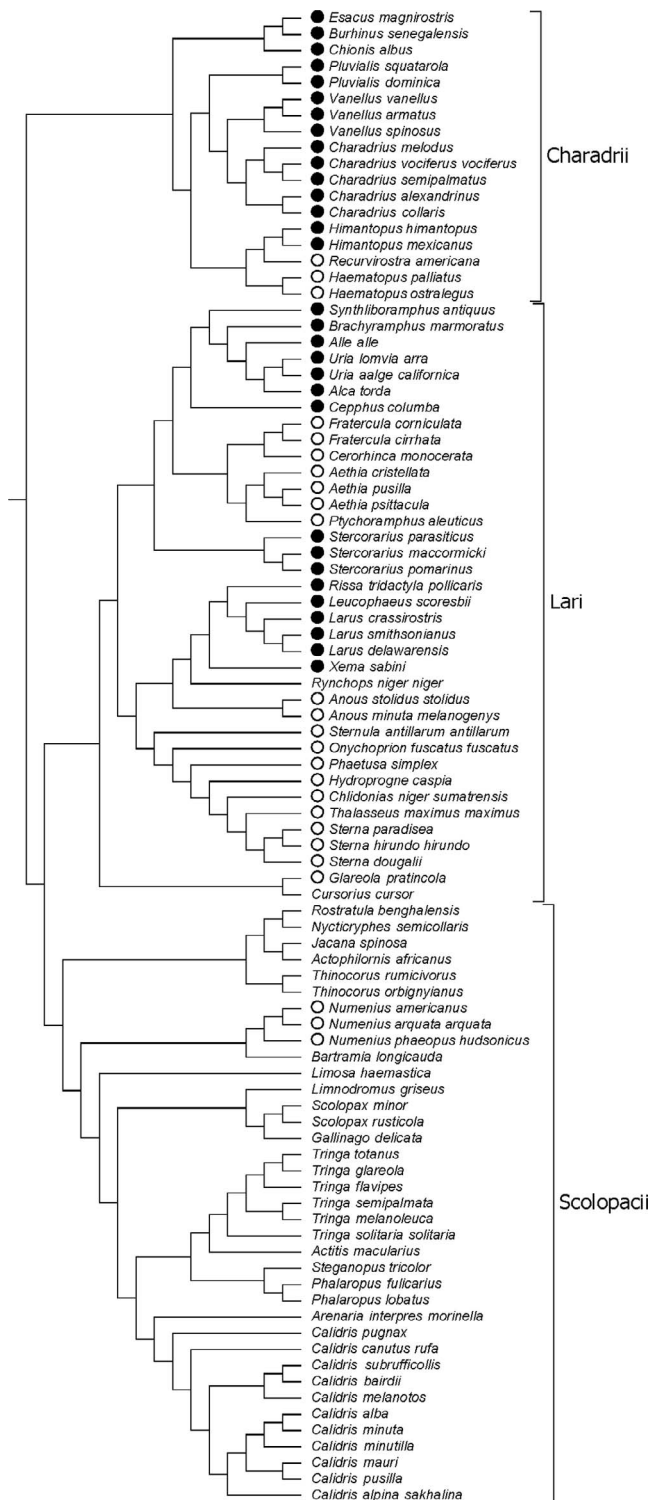 Esacus magnirostris
Burhinus senegalensis
Chionis albus
Pluvialis squatarola
Pluvialis dominica
Vanellus vanellus
Vanellus armatus
Vanellus spinosus
Charadrius melodus
Charadrii
Charadrius vociferus vociferus
Charadrius semipalmatus
Charadrius alexandrinus
Charadrius collaris
Himantopus himantopus
Himantopus mexicanus
Recurvirostra americana
Haematopus palliatus
Haematopus ostralegus
Synthliboramphus antiquus
Brachyramphus marmoratus
Alle alle
Uria lomvia arra
Uria aalge californica
Alca torda
Cepphus columba
Fratercula corniculata
Fratercula cirrhata
Cerorhinca monocerata
Aethia cristellata
Aethia pusilla
Aethia psittacula
Ptychoramphus aleuticus
Stercorarius parasiticus
Stercorarius maccormicki
Stercorarius pomarinus
Rissa tridactyla pollicaris
Lari
Leucophaeus scoresbii
Larus crassirostris
Larus smithsonianus
Larus delawarensis
Xema sabini
Rynchops niger niger
Anous stolidus stolidus
Anous minuta melanogenys
Sternula antillarum antillarum
Onychoprion fuscatus fuscatus
Phaetusa simplex
Hydroprogne caspia
Chlidonias niger sumatrensis
Thalasseus maximus maximus
Sterna paradisea
Sterna hirundo hirundo
Sterna dougalii
Glareola pratincola
Cursorius cursor
Rostratula benghalensis
Nycticryphes semicollaris
Jacana spinosa
Actophilornis africanus
Thinocorus rumicivorus
Thinocorus orbignyianus
Numenius americanus
Numenius arquata arquata
Numenius phaeopus hudsonicus
Bartramia longicauda
Limosa haemastica
Limnodromus griseus
Scolopax minor
Scolopax rusticola
Gallinago delicata
Tringa totanus
Tringa glareola
Tringa flavipes
Tringa semipalmata
Scolopacii
Tringa melanoleuca
Tringa solitaria solitaria
Actitis macularius
Steganopus tricolor
Phalaropus fulicarius
Phalaropus lobatus
Arenaria interpres morinella
Calidris pugnax
Calidris canutus rufa
Calidris subrufficollis
Calidris bairdii
Calidris melanotos
Calidris alba
Calidris minuta
Calidris minutilla
Calidris mauri
Calidris pusilla
Calidris alpina sakhalina